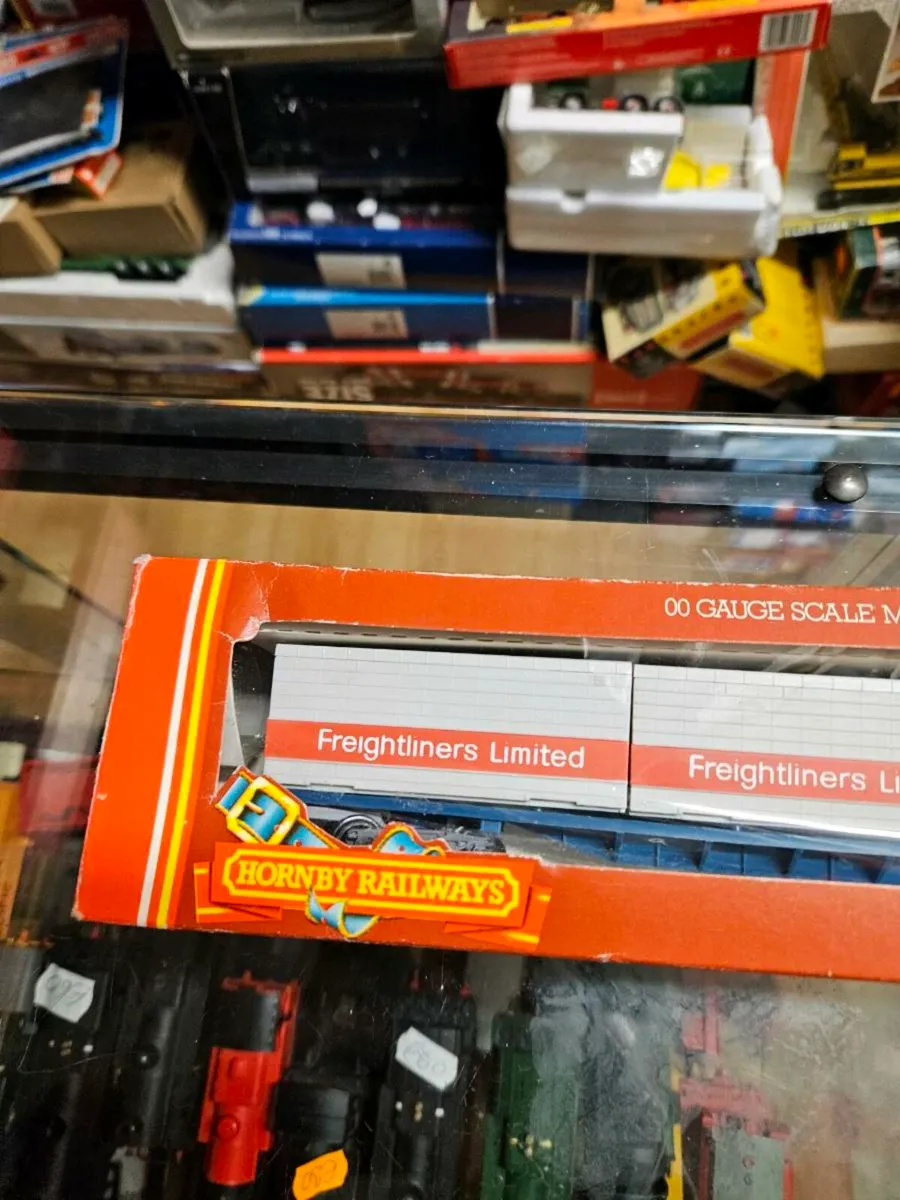 00 GAUGE SCALE M
Freightliners Limited
Freightliners Li
HORNBY RAILWAYS